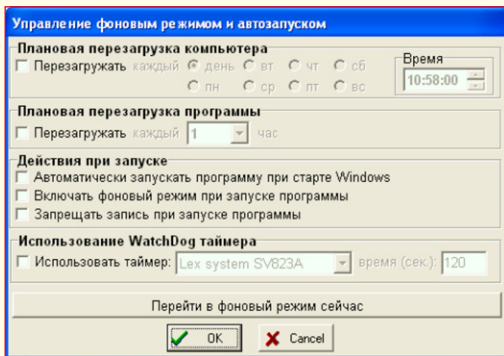 Управление фоновым режимом и автозапуском
Плановая перезагрузка компьютера
Перезагружать каждый день вт чт сб
пн ср пт вс
Время
10:58:00
Плановая перезагрузка программы
Перезагружать каждый 1 час
Действия при запуске
Автоматически запускать программу при старте Windows
Включать фоновый режим при запуске программы
Запрещать запись при запуске программы
Использование WatchDog таймера
Использовать таймер: Lex system SV823A время (сек.): 120
Перейти в фоновый режим сейчас
OK Cancel